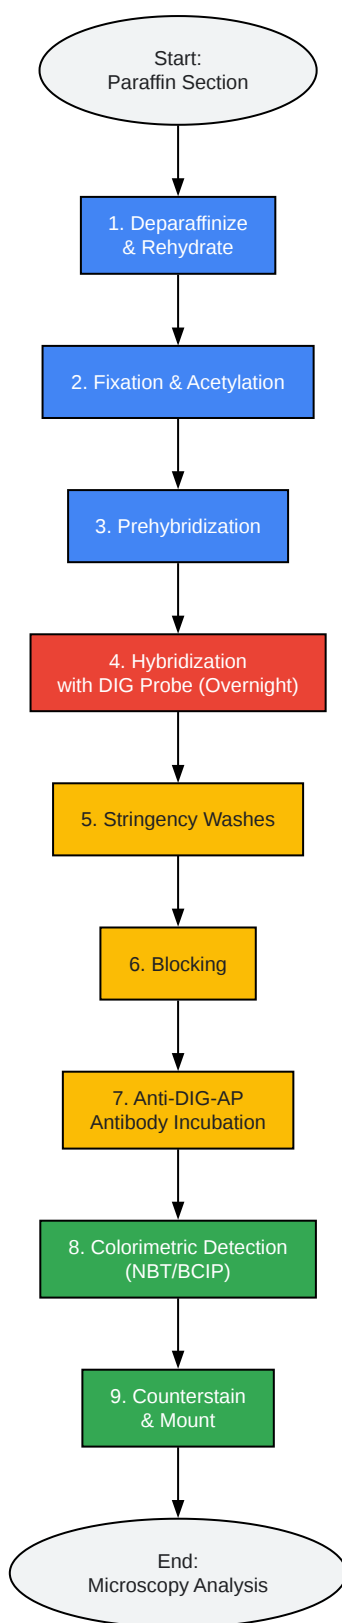 Start:
Paraffin Section
1. Deparaffinize
& Rehydrate
2. Fixation & Acetylation
3. Prehybridization
4. Hybridization
with DIG Probe (Overnight)
5. Stringency Washes
6. Blocking
7. Anti-DIG-AP
Antibody Incubation
8. Colorimetric Detection
(NBT/BCIP)
9. Counterstain
& Mount
End:
Microscopy Analysis